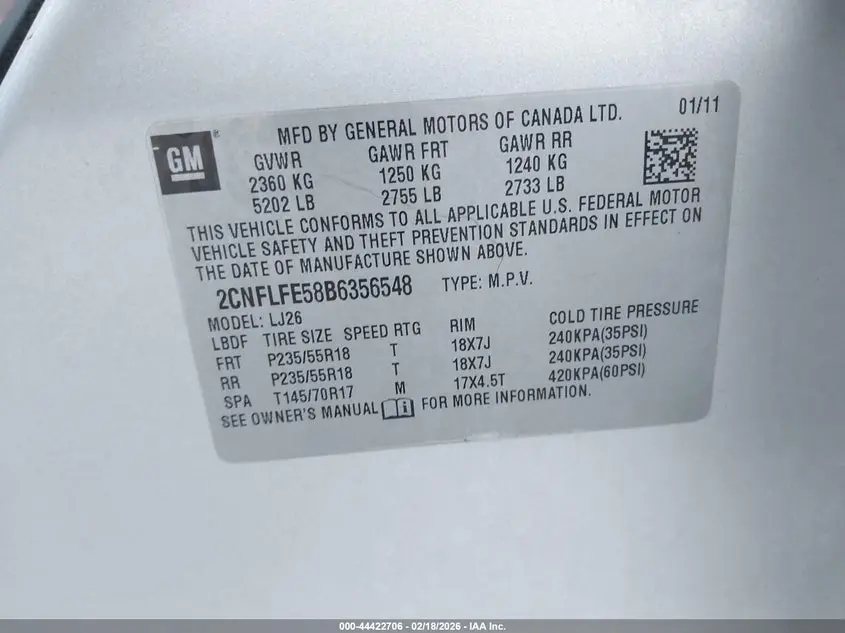 GM
MFD BY GENERAL MOTORS OF CANADA LTD. 01/11
GVWR GAWR FRT GAWR RR
2360 KG 1250 KG 1240 KG
5202 LB 2755 LB 2733 LB
THIS VEHICLE CONFORMS TO ALL APPLICABLE U.S. FEDERAL MOTOR
VEHICLE SAFETY AND THEFT PREVENTION STANDARDS IN EFFECT ON
THE DATE OF MANUFACTURE SHOWN ABOVE.
2CNFLFE58B6356548 TYPE: M.P.V.
MODEL: LJ26
LBDF TIRE SIZE SPEED RTG RIM COLD TIRE PRESSURE
FRT P235/55R18 T 18X7J 240KPA(35PSI)
RR P235/55R18 T 18X7J 240KPA(35PSI)
SPA T145/70R17 M 17X4.5T 420KPA(60PSI)
SEE OWNER'S MANUAL FOR MORE INFORMATION.
000-44422706 - 02/18/2026 - IAA Inc.